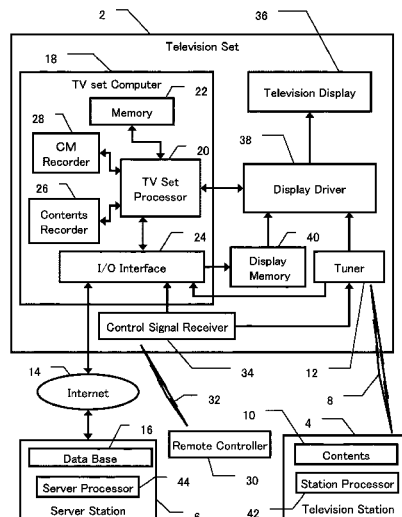 2
36
Television Set
18
TV set Computer
22
Memory
Television Display
28
CM
Recorder
20
38
TV Set
Processor
Display Driver
26
Contents
Recorder
24
40
I/O Interface
Display
Memory
Tuner
Control Signal Receiver
14
34
12
8
Internet
32
10
4
16
Data Base
Remote Controller
Contents
Server Processor
44
30
Station Processor
Server Station
6
42
Television Station